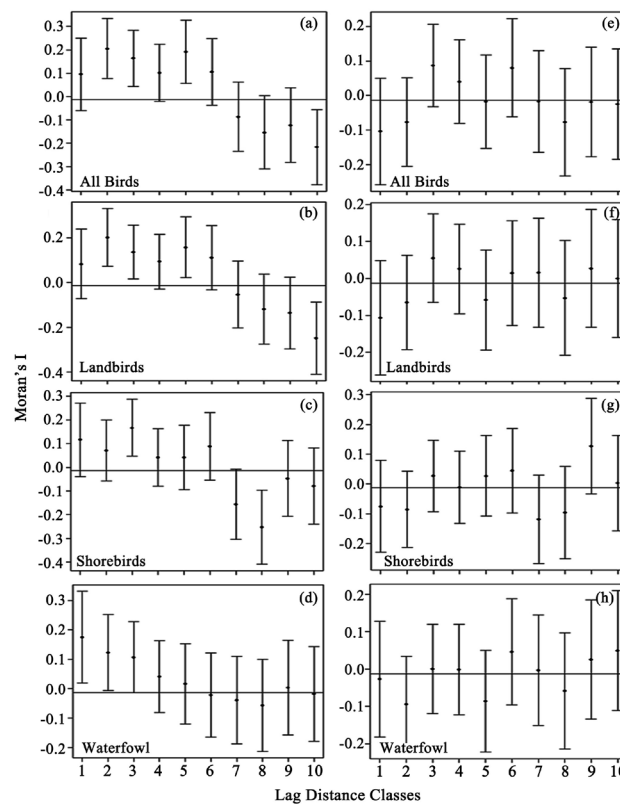 (a)
0.3
0.2
0.1
0.0
-0.1
-0.2
-0.3
-0.4
All Birds
(e)
0.2
0.1
0.0
-0.1
-0.2
All Birds
(b)
0.2
0.0
-0.2
-0.4
Landbirds
(f)
0.2
0.1
0.0
-0.1
-0.2
Landbirds
Moran's I
(c)
0.3
0.2
0.1
0.0
-0.1
-0.2
-0.3
-0.4
Shorebirds
(g)
0.3
0.2
0.1
0.0
-0.1
-0.2
Shorebirds
(d)
0.3
0.2
0.1
0.0
-0.1
-0.2
Waterfowl
1 2 3 4 5 6 7 8 9 10
(h)
0.2
0.1
0.0
-0.1
-0.2
Waterfowl
1 2 3 4 5 6 7 8 9 10
Lag Distance Classes